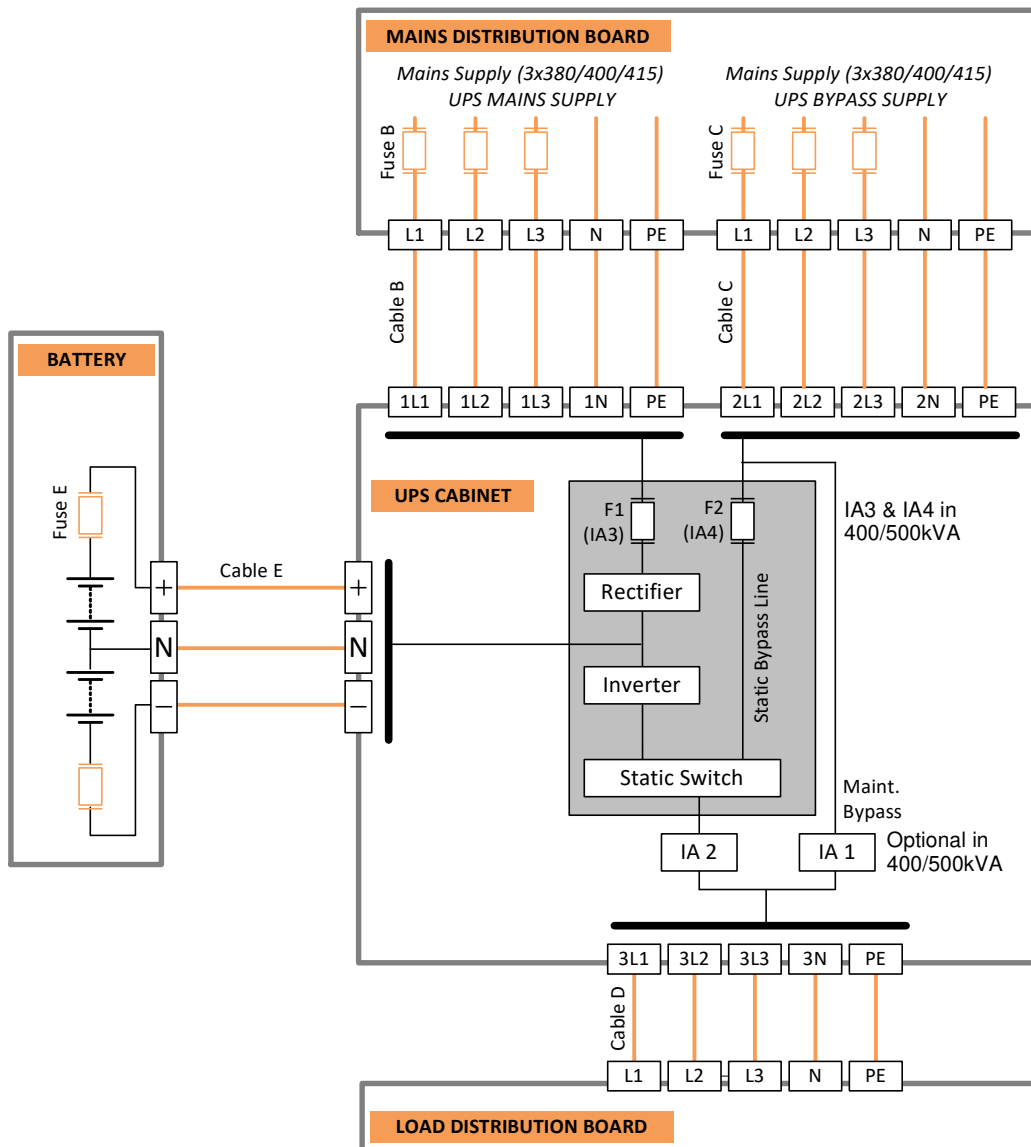 MAINS DISTRIBUTION BOARD
Mains Supply (3x380/400/415)
UPS MAINS SUPPLY
Mains Supply (3x380/400/415)
UPS BYPASS SUPPLY
Fuse B
Fuse C
L1 L2 L3 N PE
L1 L2 L3 N PE
Cable B
Cable C
BATTERY
1L1 1L2 1L3 1N PE
2L1 2L2 2L3 2N PE
UPS CABINET
Fuse E
F1
(IA3)
F2
(IA4)
IA3 & IA4 in
400/500kVA
Cable E
+
+
N
N
−
−
Rectifier
Inverter
Static Bypass Line
Static Switch
Maint.
Bypass
IA 2
IA 1
Optional in
400/500kVA
3L1 3L2 3L3 3N PE
Cable D
L1 L2 L3 N PE
LOAD DISTRIBUTION BOARD